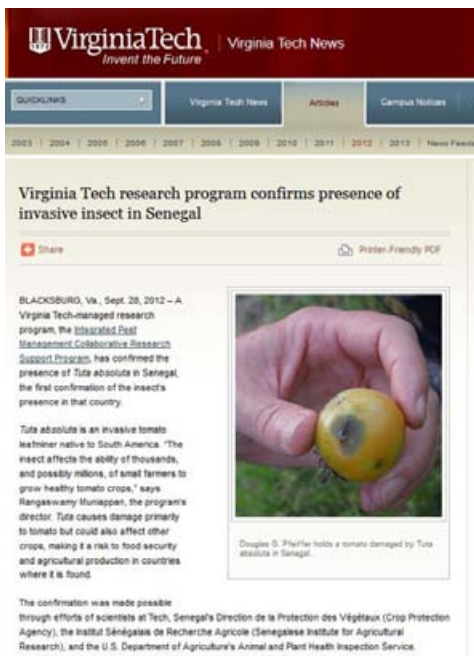 VirginiaTech
Invent the Future
Virginia Tech News
QUICKLINKS
Virginia Tech News
Articles
Campus Notices
2003 | 2004 | 2005 | 2006 | 2007 | 2008 | 2009 | 2010 | 2011 | 2012 | 2013 | News Feeds
Virginia Tech research program confirms presence of
invasive insect in Senegal
Share
Printer-Friendly PDF
BLACKSBURG, Va., Sept. 28, 2012 – A
Virginia Tech-managed research
program, the Integrated Pest
Management Collaborative Research
Support Program, has confirmed the
presence of Tuta absoluta in Senegal,
the first confirmation of the insect's
presence in that country.
Tuta absoluta is an invasive tomato
leafminer native to South America. "The
insect affects the ability of thousands,
and possibly millions, of small farmers to
grow healthy tomato crops," says
Rangaswamy Muniappan, the program's
director. Tuta causes damage primarily
to tomato but could also affect other
crops, making it a risk to food security
and agricultural production in countries
where it is found.
Douglas G. Pfeiffer holds a tomato damaged by Tuta
absoluta in Senegal.
The confirmation was made possible
through efforts of scientists at Tech, Senegal's Direction de la Protection des Végétaux (Crop Protection
Agency), the Institut Sénégalais de Recherche Agricole (Senegalese Institute for Agricultural
Research), and the U.S. Department of Agriculture's Animal and Plant Health Inspection Service.